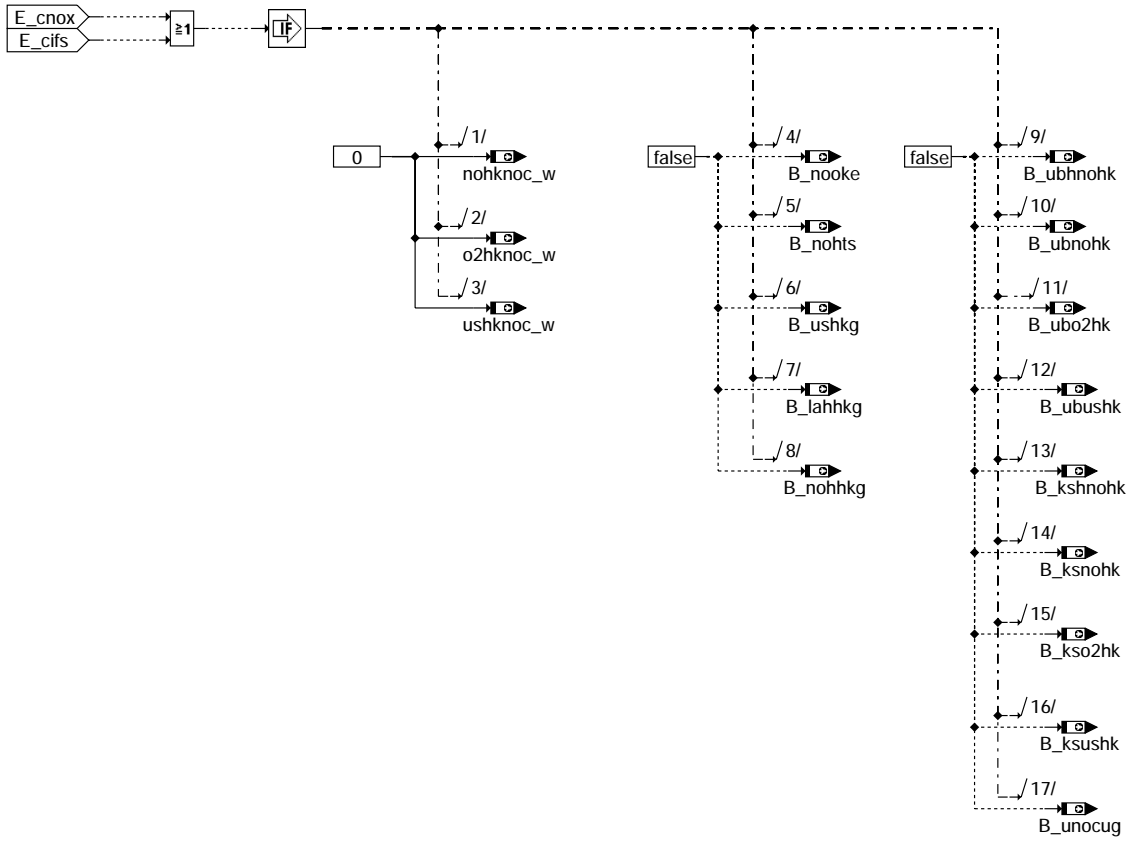 E_cnox
E_cifs
≥1
IF
0
1/
nohknoc_w
2/
o2hknoc_w
3/
ushknoc_w
false
4/
B_nooke
5/
B_nohts
6/
B_ushkg
7/
B_lahhkg
8/
B_nohhkg
false
9/
B_ubhnohk
10/
B_ubnohk
11/
B_ubo2hk
12/
B_ubushk
13/
B_kshnohk
14/
B_ksnohk
15/
B_kso2hk
16/
B_ksushk
17/
B_unocug